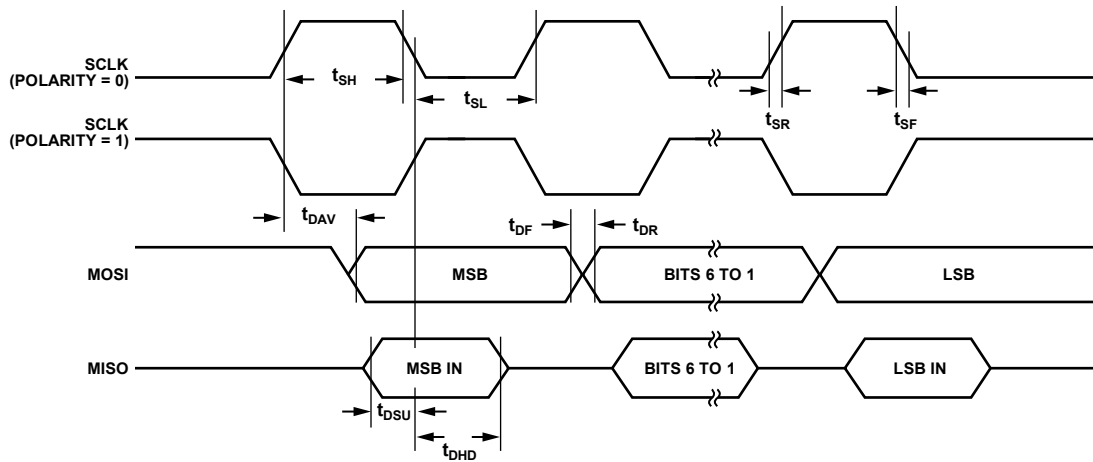 SCLK
(POLARITY = 0)
tSH
tSL
tSR
tSF
SCLK
(POLARITY = 1)
tDAV
tDF
tDR
MOSI
MSB
BITS 6 TO 1
LSB
MISO
MSB IN
BITS 6 TO 1
LSB IN
tDSU
tDHD